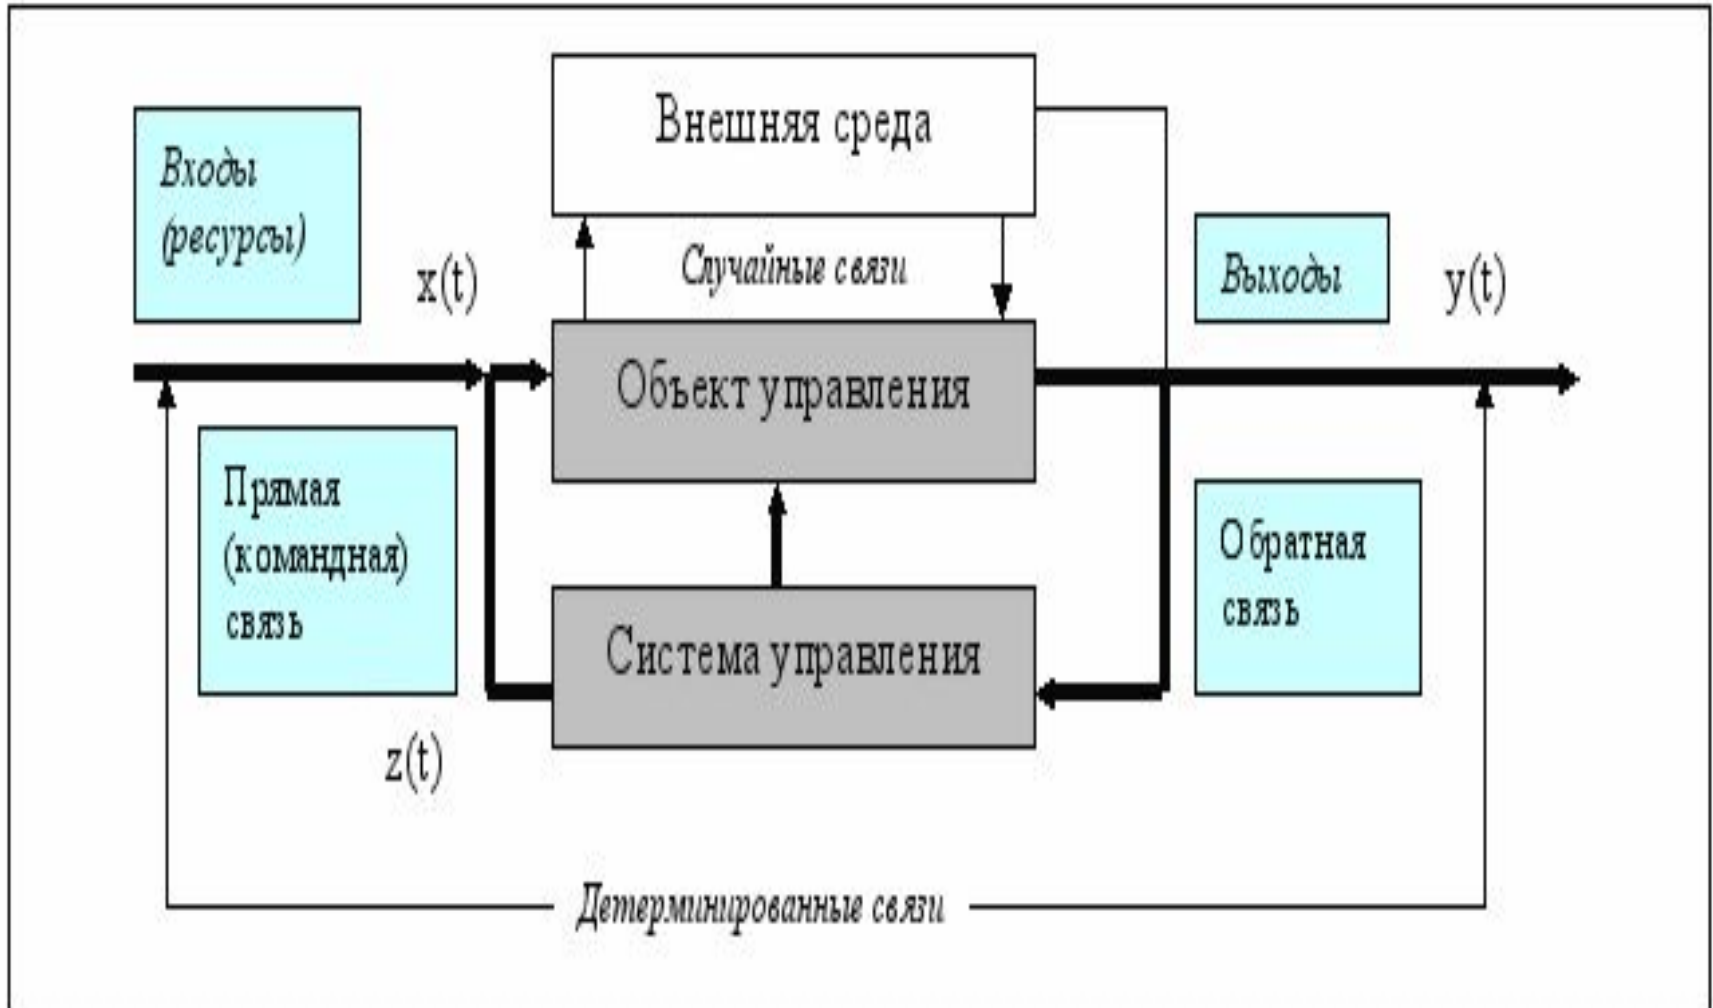 Внешняя среда
Входы
(ресурсы)
x(t)
Случайные связи
Выходы
y(t)
Объект управления
Прямая
(командная)
связь
Обратная
связь
Система управления
z(t)
Детерминированные связи